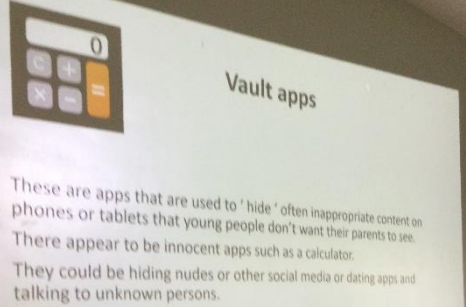 0
C +
× − =
Vault apps
These are apps that are used to ' hide ' often inappropriate content on
phones or tablets that young people don't want their parents to see.
There appear to be innocent apps such as a calculator.
They could be hiding nudes or other social media or dating apps and
talking to unknown persons.